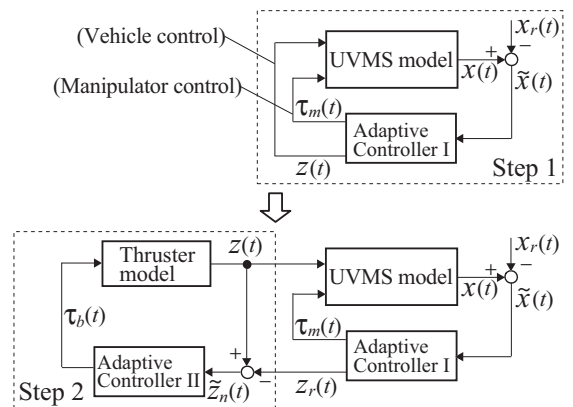 (Vehicle control)
(Manipulator control)
UVMS model
+
−
x_r(t)
x(t)
x̃(t)
τ_m(t)
Adaptive
Controller I
z(t)
Step 1
Thruster
model
z(t)
UVMS model
+
−
x_r(t)
x(t)
x̃(t)
τ_b(t)
τ_m(t)
Adaptive
Controller II
+
−
z̃_n(t)
z_r(t)
Adaptive
Controller I
Step 2